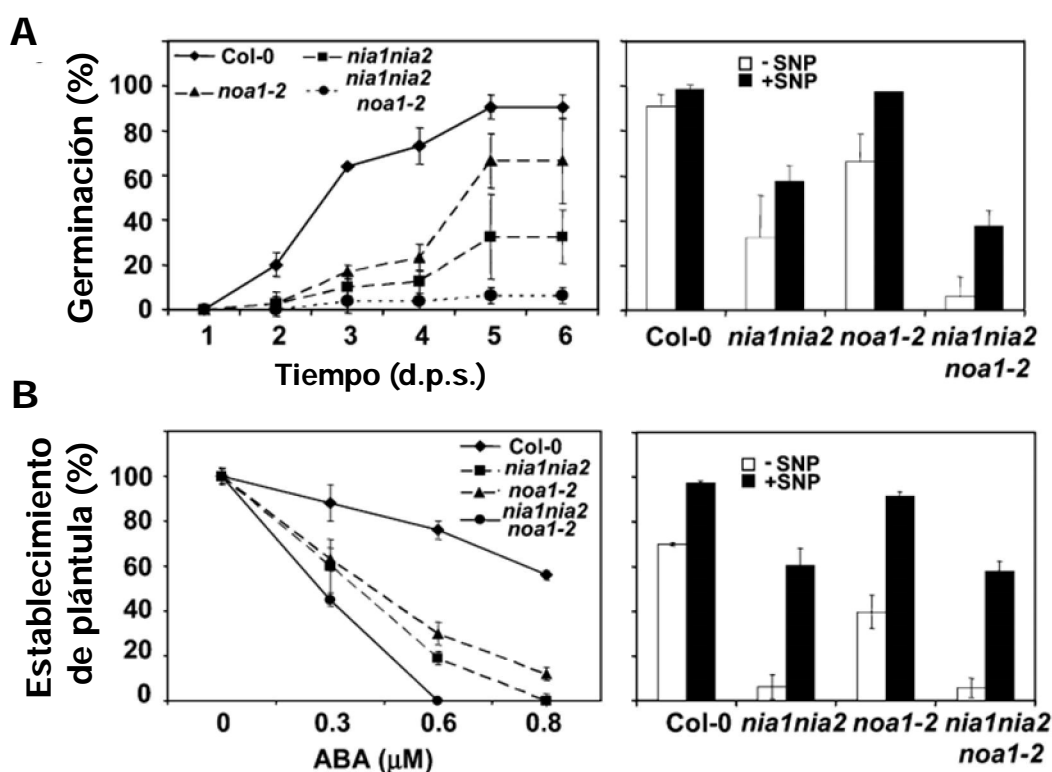 A
Germinación (%)
100
80
60
40
20
0
Col-0
nia1nia2
noa1-2
nia1nia2
noa1-2
1 2 3 4 5 6
Tiempo (d.p.s.)
- SNP
+SNP
Col-0 nia1nia2 noa1-2 nia1nia2
noa1-2
B
Establecimiento
de plántula (%)
100
80
60
40
20
0
Col-0
nia1nia2
noa1-2
nia1nia2
noa1-2
0 0.3 0.6 0.8
ABA (μM)
- SNP
+SNP
Col-0 nia1nia2 noa1-2 nia1nia2
noa1-2